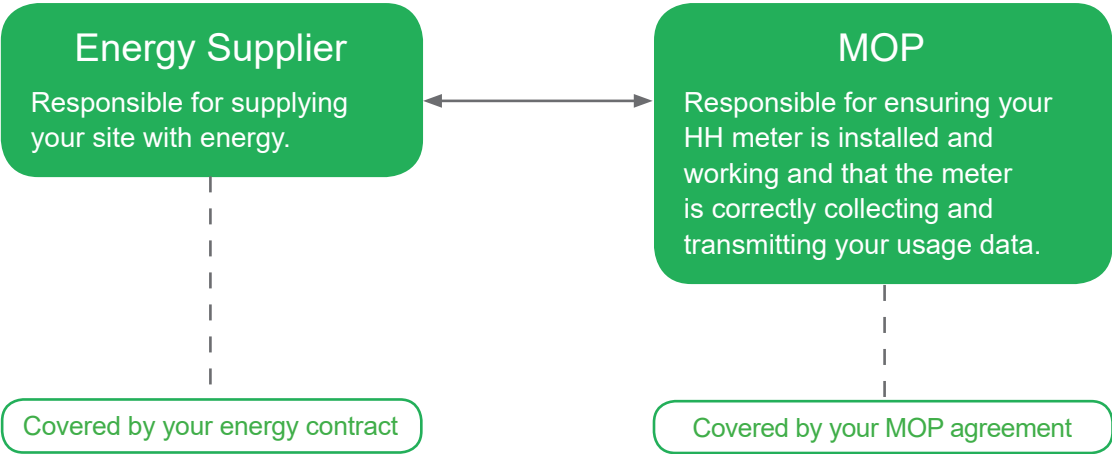 Energy Supplier
Responsible for supplying
your site with energy.
MOP
Responsible for ensuring your
HH meter is installed and
working and that the meter
is correctly collecting and
transmitting your usage data.
Covered by your energy contract
Covered by your MOP agreement